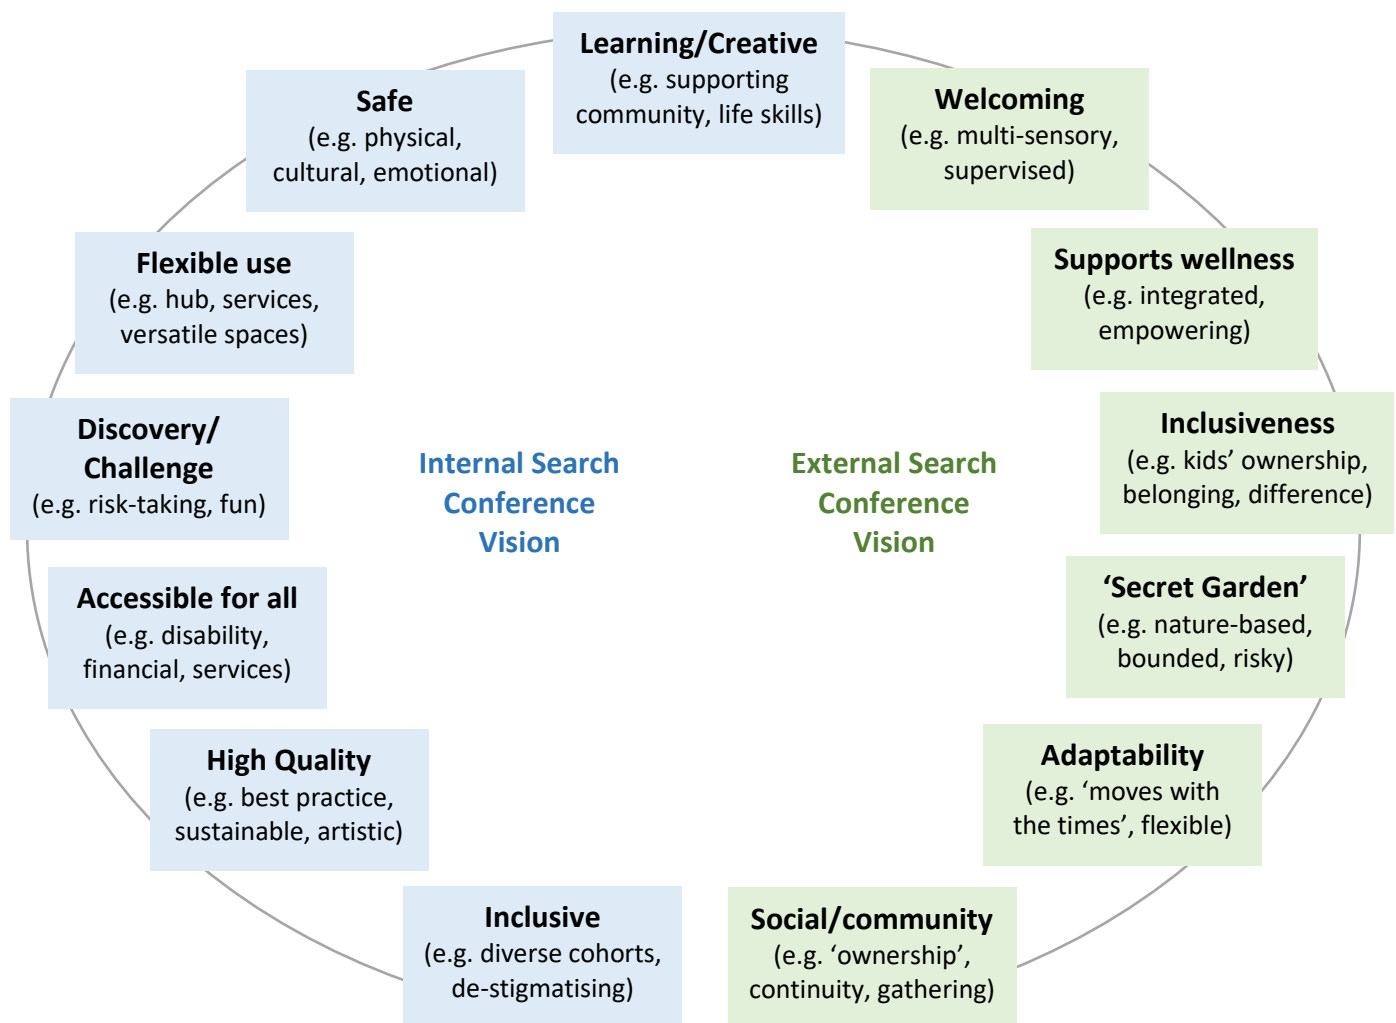 Learning/Creative
(e.g. supporting
community, life skills)
Safe
(e.g. physical,
cultural, emotional)
Welcoming
(e.g. multi-sensory,
supervised)
Flexible use
(e.g. hub, services,
versatile spaces)
Supports wellness
(e.g. integrated,
empowering)
Discovery/
Challenge
(e.g. risk-taking, fun)
Internal Search
Conference
Vision
External Search
Conference
Vision
Inclusiveness
(e.g. kids’ ownership,
belonging, difference)
Accessible for all
(e.g. disability,
financial, services)
‘Secret Garden’
(e.g. nature-based,
bounded, risky)
High Quality
(e.g. best practice,
sustainable, artistic)
Adaptability
(e.g. ‘moves with
the times’, flexible)
Inclusive
(e.g. diverse cohorts,
de-stigmatising)
Social/community
(e.g. ‘ownership’,
continuity, gathering)